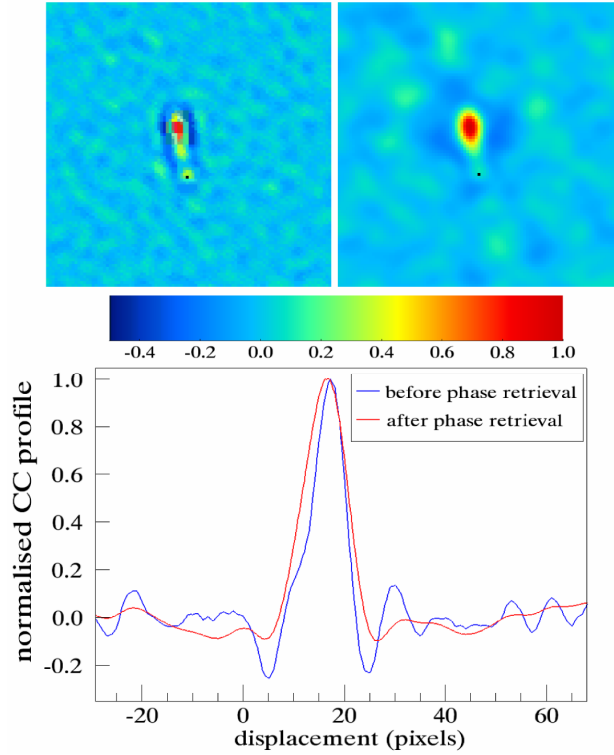 -0.4 -0.2 0.0 0.2 0.4 0.6 0.8 1.0
normalised CC profile
1.0
0.8
0.6
0.4
0.2
0.0
-0.2
before phase retrieval
after phase retrieval
-20 0 20 40 60
displacement (pixels)